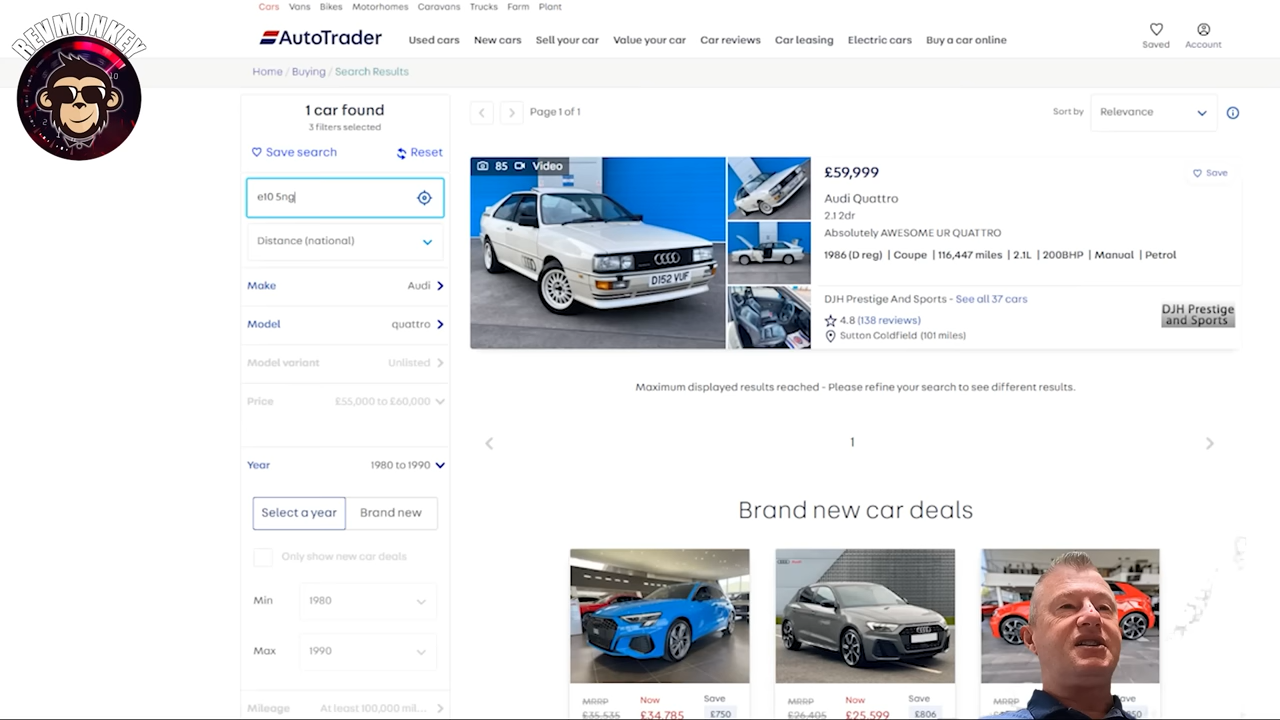 REVMONKEY
Cars Vans Bikes Motorhomes Caravans Trucks Farm Plant
AutoTrader
Used cars New cars Sell your car Value your car Car reviews Car leasing Electric cars Buy a car online
Saved Account
Home / Buying / Search Results
1 car found
3 filters selected
Save search Reset
e10 5ng
Distance (national)
Make Audi
Model quattro
Model variant Unlisted
Price £55,000 to £60,000
Year 1980 to 1990
Select a year Brand new
Only show new car deals
Min 1980
Max 1990
Mileage At least 100,000 mil...
Page 1 of 1
Sort by Relevance
85 Video
D152 VUF
£59,999
Save
Audi Quattro
2.1 2dr
Absolutely AWESOME UR QUATTRO
1986 (D reg) | Coupe | 116,447 miles | 2.1L | 200BHP | Manual | Petrol
DJH Prestige And Sports - See all 37 cars
4.8 (138 reviews)
Sutton Coldfield (101 miles)
DJH Prestige
and Sports
Maximum displayed results reached - Please refine your search to see different results.
1
Brand new car deals
MRRP Now Save
£35,535 £34,785 £750
MRRP Now Save
£26,405 £25,599 £806
MRRP